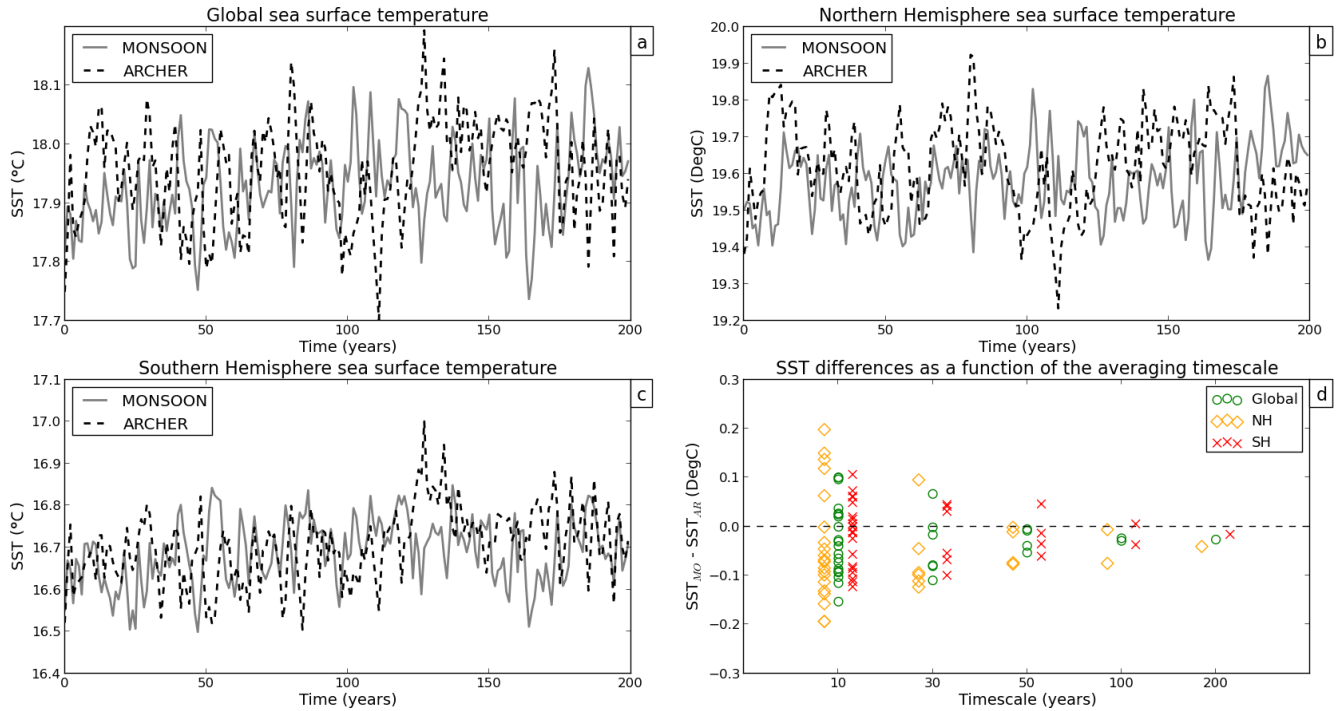 Global sea surface temperature
a
MONSOON
ARCHER
18.1
18.0
17.9
17.8
17.7
SST (°C)
0 50 100 150 200
Time (years)
Northern Hemisphere sea surface temperature
b
MONSOON
ARCHER
20.0
19.9
19.8
19.7
19.6
19.5
19.4
19.3
19.2
SST (DegC)
0 50 100 150 200
Time (years)
Southern Hemisphere sea surface temperature
c
MONSOON
ARCHER
17.1
17.0
16.9
16.8
16.7
16.6
16.5
16.4
SST (°C)
0 50 100 150 200
Time (years)
SST differences as a function of the averaging timescale
d
Global
NH
SH
0.3
0.2
0.1
0.0
−0.1
−0.2
−0.3
SST_MO - SST_AR (DegC)
10 30 50 100 200
Timescale (years)